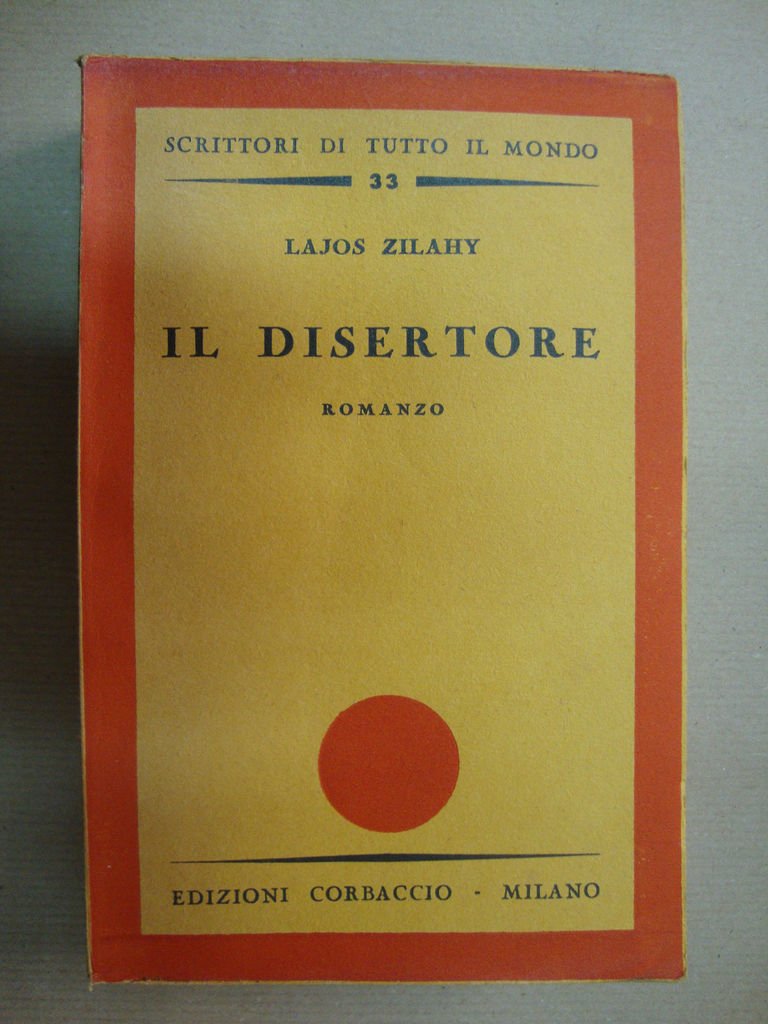 SCRITTORI DI TUTTO IL MONDO
33
LAJOS ZILAHY
IL DISERTORE
ROMANZO
EDIZIONI CORBACCIO - MILANO